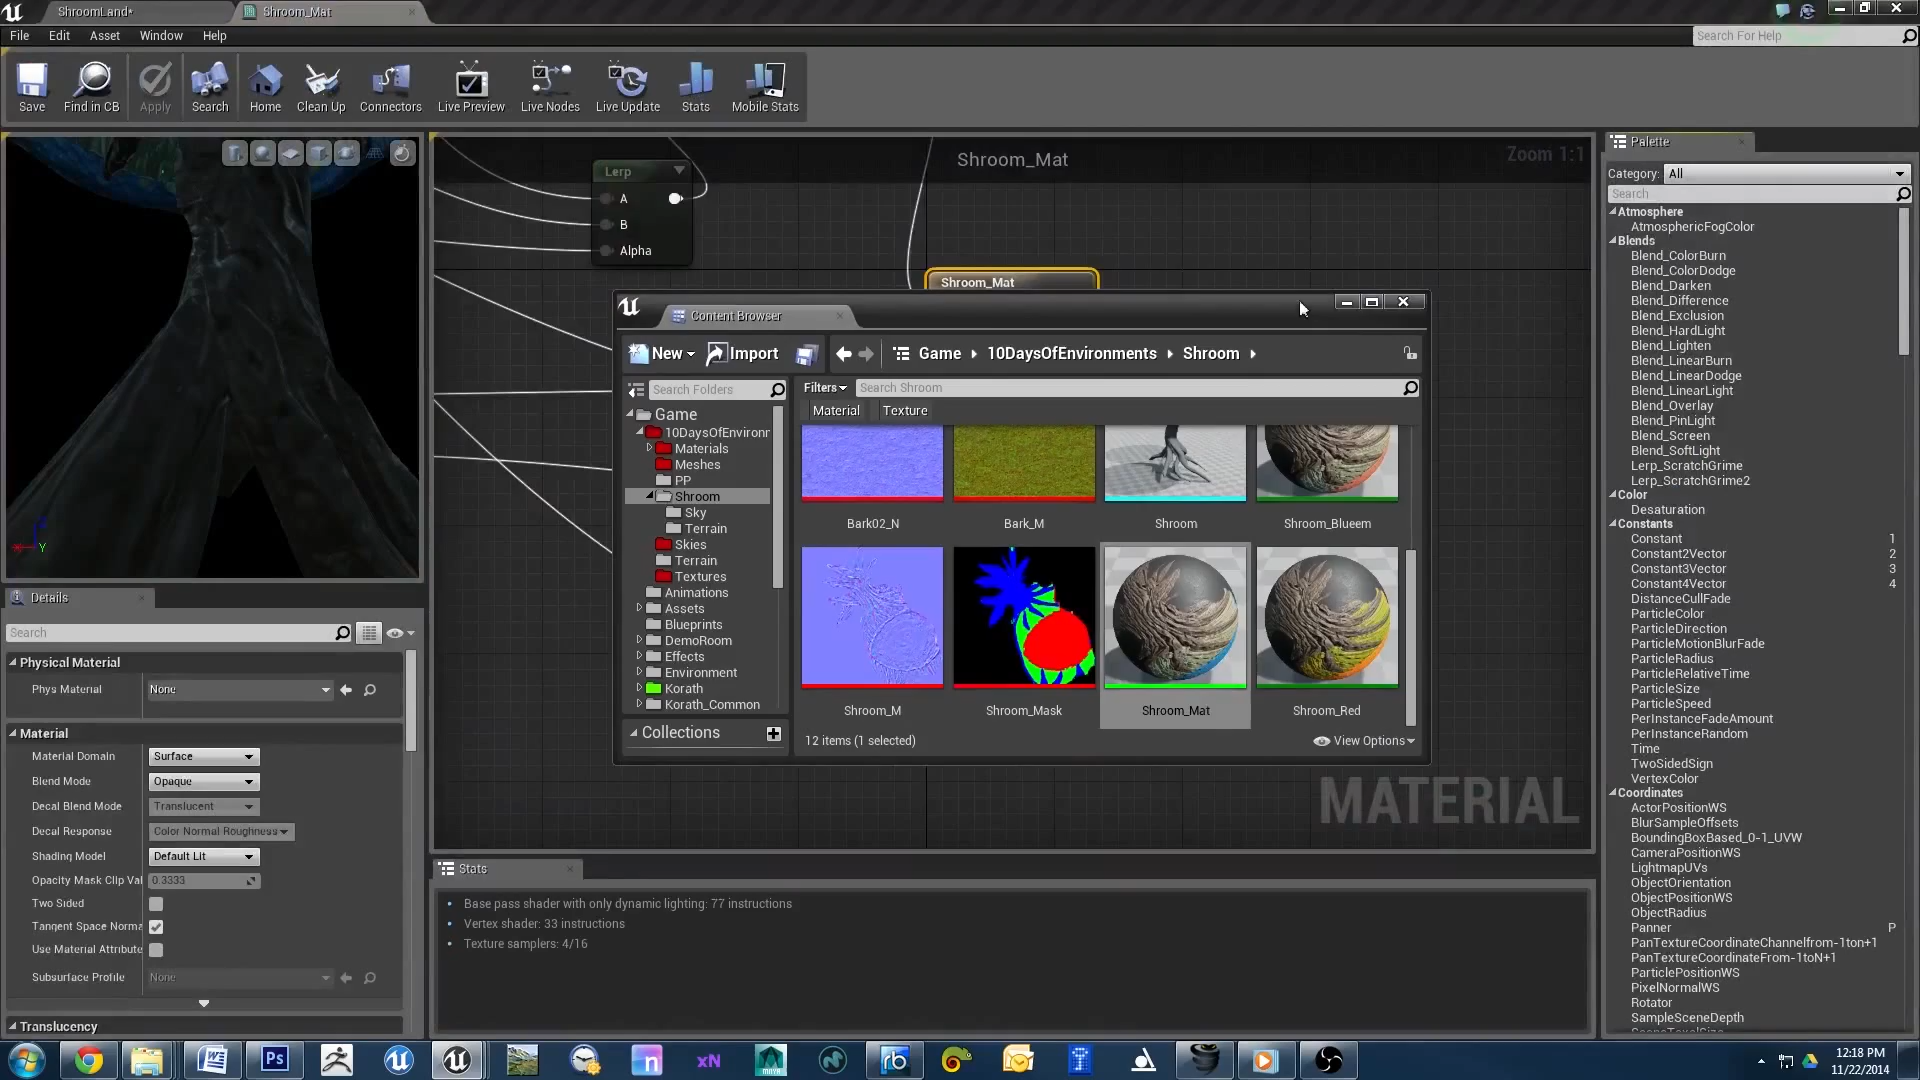 ShroomLand*
Shroom_Mat
File
Edit
Asset
Window
Help
Search For Help
Save
Find in CB
Apply
Search
Home
Clean Up
Connectors
Live Preview
Live Nodes
Live Update
Stats
Mobile Stats
Shroom_Mat
Zoom 1:1
Lerp
A
B
Alpha
Shroom_Mat
Content Browser
New
Import
Game
10DaysOfEnvironments
Shroom
Search Folders
Filters
Search Shroom
Material
Texture
Game
10DaysOfEnvironn
Materials
Meshes
PP
Shroom
Sky
Terrain
Skies
Terrain
Textures
Animations
Assets
Blueprints
DemoRoom
Effects
Environment
Korath
Korath_Common
Collections
Bark02_N
Bark_M
Shroom
Shroom_Blueem
Shroom_M
Shroom_Mask
Shroom_Mat
Shroom_Red
12 items (1 selected)
View Options
MATERIAL
Y
Details
Search
Physical Material
Phys Material
None
Material
Material Domain
Surface
Blend Mode
Opaque
Decal Blend Mode
Translucent
Decal Response
Color Normal Roughness
Shading Model
Default Lit
Opacity Mask Clip Val
0.3333
Two Sided
Tangent Space Norma
Use Material Attribute
Subsurface Profile
None
Translucency
Stats
Base pass shader with only dynamic lighting: 77 instructions
Vertex shader: 33 instructions
Texture samplers: 4/16
Palette
Category:
All
Search
Atmosphere
AtmosphericFogColor
Blends
Blend_ColorBurn
Blend_ColorDodge
Blend_Darken
Blend_Difference
Blend_Exclusion
Blend_HardLight
Blend_Lighten
Blend_LinearBurn
Blend_LinearDodge
Blend_LinearLight
Blend_Overlay
Blend_PinLight
Blend_Screen
Blend_SoftLight
Lerp_ScratchGrime
Lerp_ScratchGrime2
Color
Desaturation
Constants
Constant 1
Constant2Vector 2
Constant3Vector 3
Constant4Vector 4
DistanceCullFade
ParticleColor
ParticleDirection
ParticleMotionBlurFade
ParticleRadius
ParticleRelativeTime
ParticleSize
ParticleSpeed
PerInstanceFadeAmount
PerInstanceRandom
Time
TwoSidedSign
VertexColor
Coordinates
ActorPositionWS
BlurSampleOffsets
BoundingBoxBased_0-1_UVW
CameraPositionWS
LightmapUVs
ObjectOrientation
ObjectPositionWS
ObjectRadius
Panner P
PanTextureCoordinateChannelfrom-1ton+1
PanTextureCoordinateFrom-1toN+1
ParticlePositionWS
PixelNormalWS
Rotator
SampleSceneDepth
Ps
n
xN
rb
12:18 PM
11/22/2014